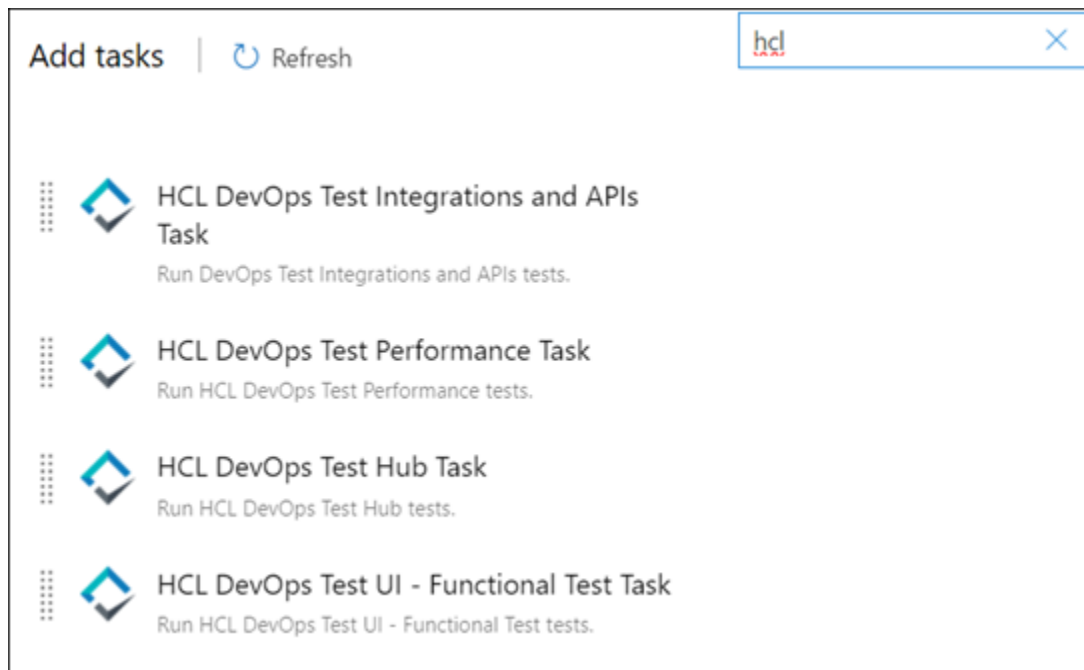 Add tasks
Refresh
hcl
HCL DevOps Test Integrations and APIs
Task
Run DevOps Test Integrations and APIs tests.
HCL DevOps Test Performance Task
Run HCL DevOps Test Performance tests.
HCL DevOps Test Hub Task
Run HCL DevOps Test Hub tests.
HCL DevOps Test UI - Functional Test Task
Run HCL DevOps Test UI - Functional Test tests.